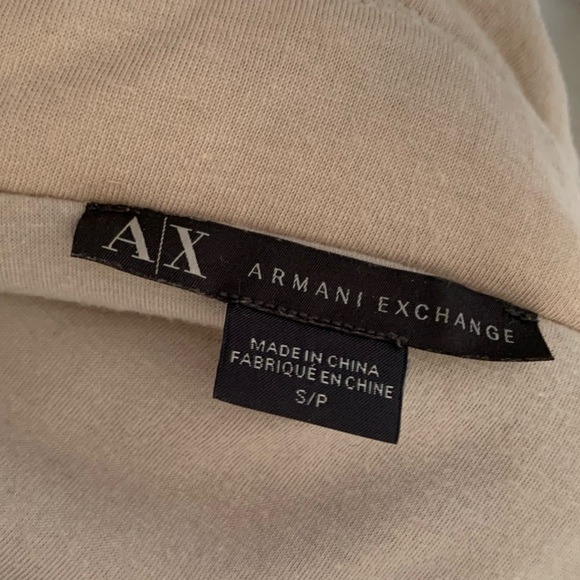 A|X ARMANI EXCHANGE
MADE IN CHINA
FABRIQUÉ EN CHINE
S/P